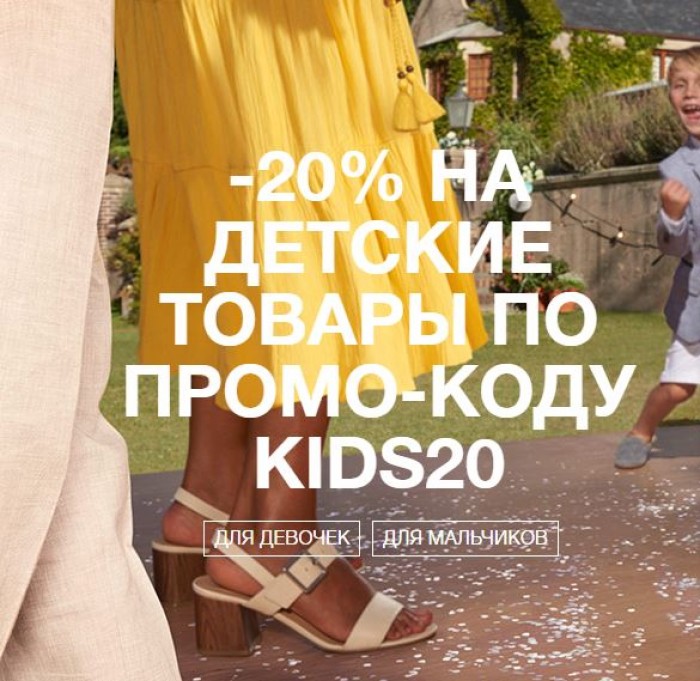 -20% НА
ДЕТСКИЕ
ТОВАРЫ ПО
ПРОМО-КОДУ
KIDS20
ДЛЯ ДЕВОЧЕК ДЛЯ МАЛЬЧИКОВ